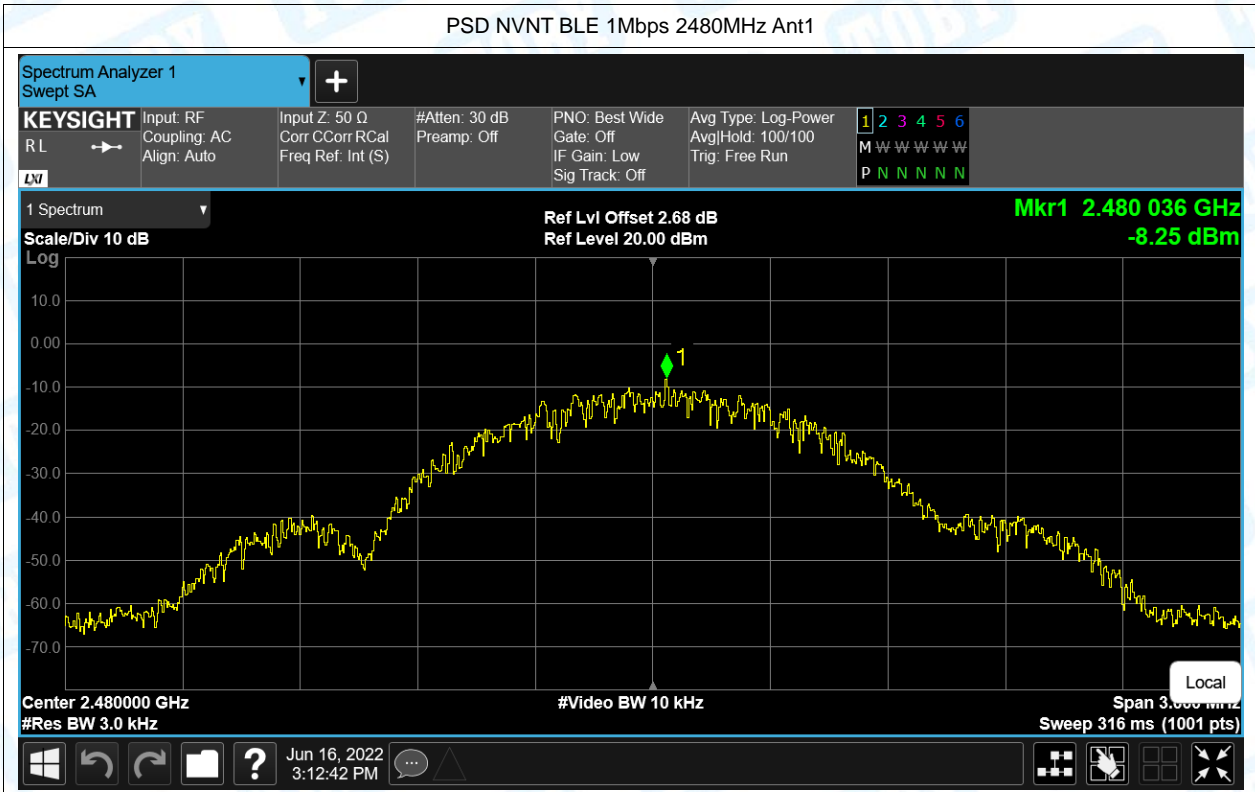 PSD NVNT BLE 1Mbps 2480MHz Ant1
Spectrum Analyzer 1
Swept SA
KEYSIGHT
R L
LXI
Input: RF
Coupling: AC
Align: Auto
Input Z: 50 Ω
Corr CCorr RCal
Freq Ref: Int (S)
#Atten: 30 dB
Preamp: Off
PNO: Best Wide
Gate: Off
IF Gain: Low
Sig Track: Off
Avg Type: Log-Power
Avg|Hold: 100/100
Trig: Free Run
1 2 3 4 5 6
M W W W W W
P N N N N N
1 Spectrum
Scale/Div 10 dB
Log
Ref Lvl Offset 2.68 dB
Ref Level 20.00 dBm
Mkr1 2.480 036 GHz
-8.25 dBm
10.0
0.00
-10.0
-20.0
-30.0
-40.0
-50.0
-60.0
-70.0
1
Local
Center 2.480000 GHz
#Res BW 3.0 kHz
#Video BW 10 kHz
Span 3.000 MHz
Sweep 316 ms (1001 pts)
?
Jun 16, 2022
3:12:42 PM